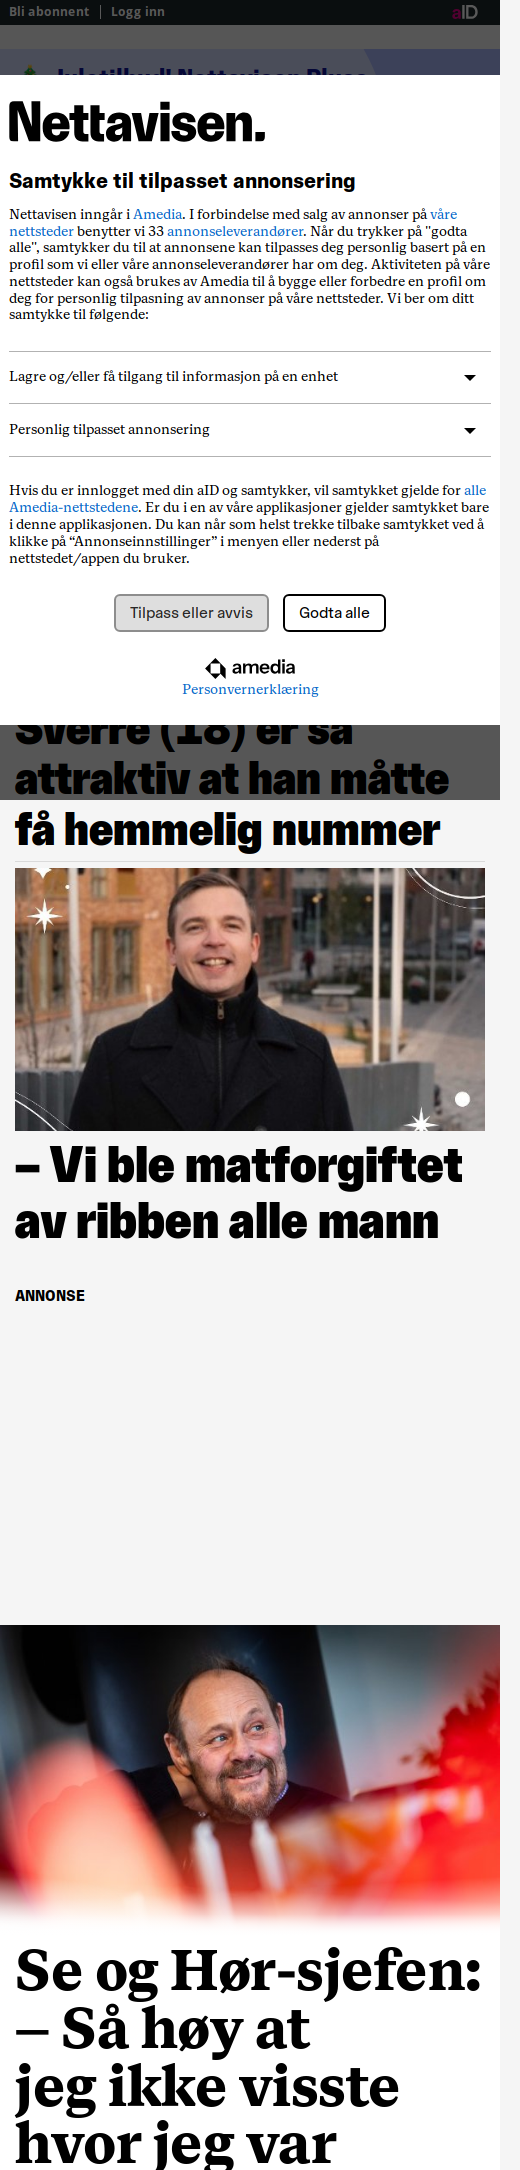 Bli abonnent
Logg inn
aID
Nettavisen.
Samtykke til tilpasset annonsering
Nettavisen inngår i Amedia. I forbindelse med salg av annonser på våre
nettsteder benytter vi 33 annonseleverandører. Når du trykker på "godta
alle", samtykker du til at annonsene kan tilpasses deg personlig basert på en
profil som vi eller våre annonseleverandører har om deg. Aktiviteten på våre
nettsteder kan også brukes av Amedia til å bygge eller forbedre en profil om
deg for personlig tilpasning av annonser på våre nettsteder. Vi ber om ditt
samtykke til følgende:
Lagre og/eller få tilgang til informasjon på en enhet
Personlig tilpasset annonsering
Hvis du er innlogget med din aID og samtykker, vil samtykket gjelde for alle
Amedia-nettstedene. Er du i en av våre applikasjoner gjelder samtykket bare
i denne applikasjonen. Du kan når som helst trekke tilbake samtykket ved å
klikke på “Annonseinnstillinger” i menyen eller nederst på
nettstedet/appen du bruker.
Tilpass eller avvis
Godta alle
amedia
Personvernerklæring
Sverre (18) er så
attraktiv at han måtte
få hemmelig nummer
– Vi ble matforgiftet
av ribben alle mann
ANNONSE
Se og Hør-sjefen:
– Så høy at
jeg ikke visste
hvor jeg var